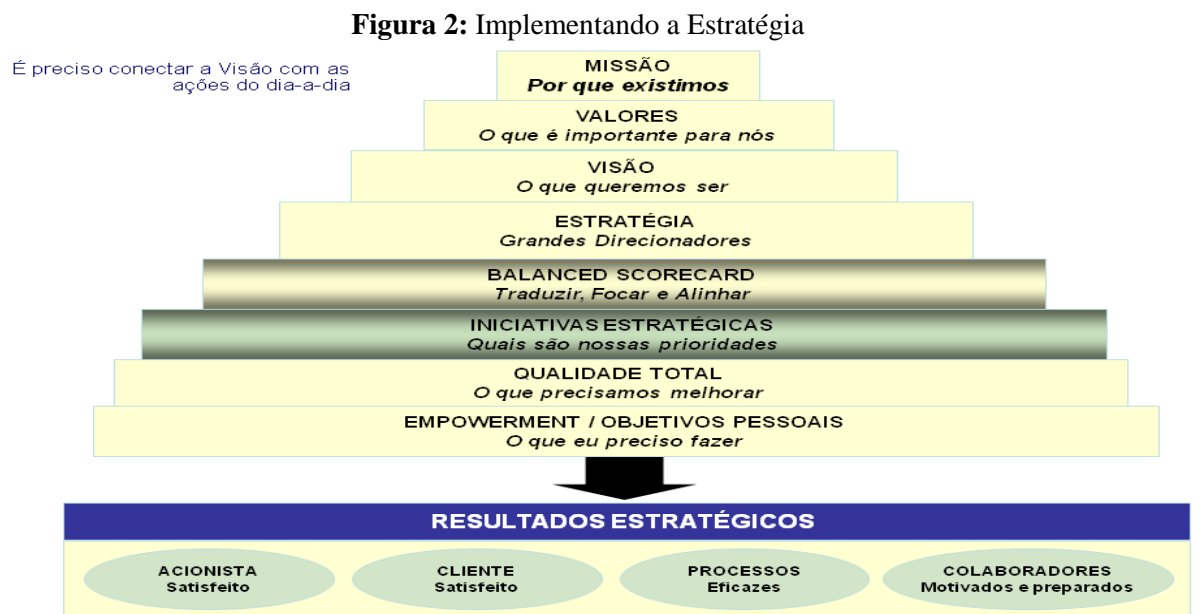 Figura 2: Implementando a Estratégia
É preciso conectar a Visão com as
ações do dia-a-dia
MISSÃO
Por que existimos
VALORES
O que é importante para nós
VISÃO
O que queremos ser
ESTRATÉGIA
Grandes Direcionadores
BALANCED SCORECARD
Traduzir, Focar e Alinhar
INICIATIVAS ESTRATÉGICAS
Quais são nossas prioridades
QUALIDADE TOTAL
O que precisamos melhorar
EMPOWERMENT / OBJETIVOS PESSOAIS
O que eu preciso fazer
RESULTADOS ESTRATÉGICOS
ACIONISTA
Satisfeito
CLIENTE
Satisfeito
PROCESSOS
Eficazes
COLABORADORES
Motivados e preparados